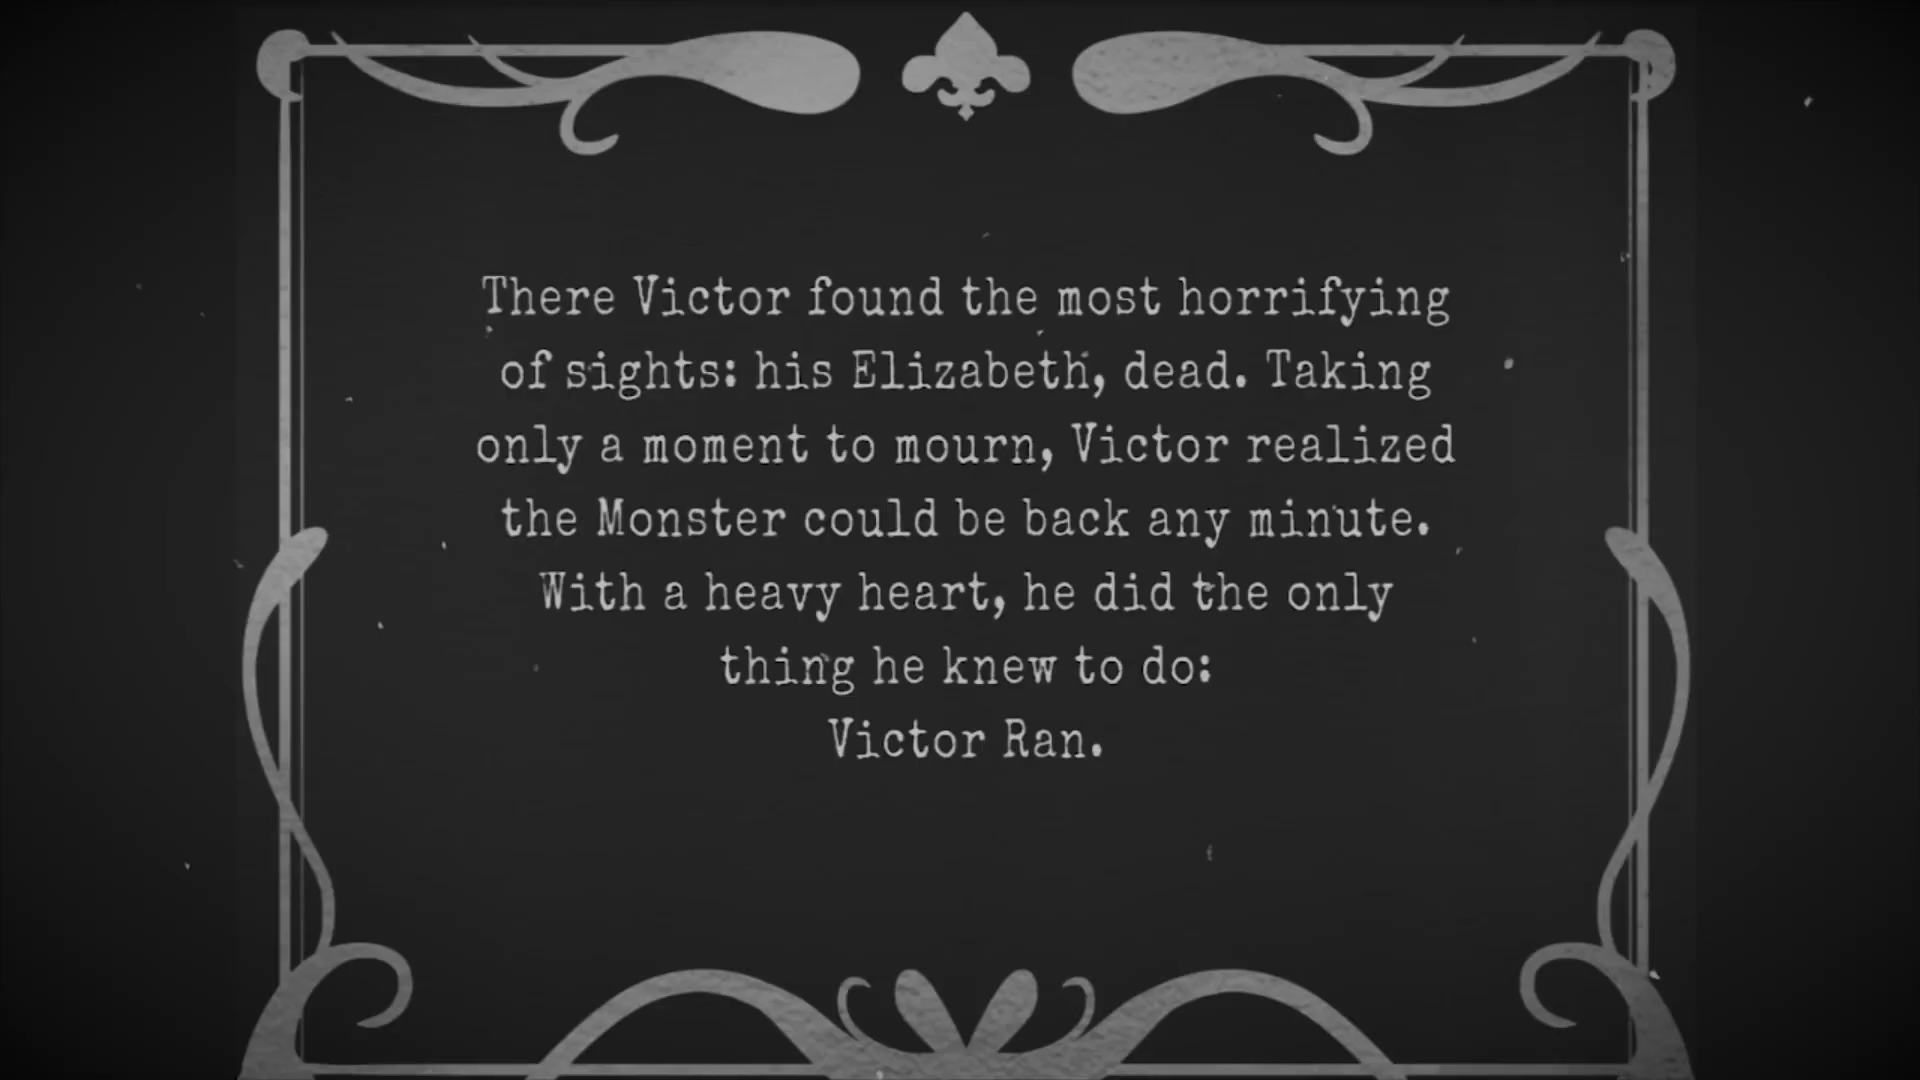 There Victor found the most horrifying
of sights: his Elizabeth, dead. Taking
only a moment to mourn, Victor realized
the Monster could be back any minute.
With a heavy heart, he did the only
thing he knew to do:
Victor Ran.